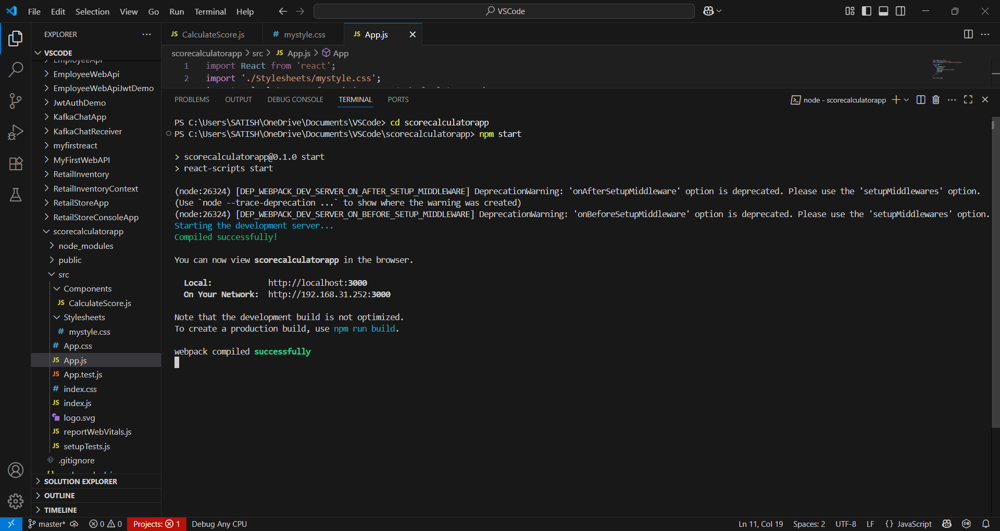 File Edit Selection View Go Run Terminal Help
VSCode
EXPLORER
VSCODE
EmployeeApi
EmployeeWebApi
EmployeeWebApiJwtDemo
JwtAuthDemo
KafkaChatApp
KafkaChatReceiver
myfirstreact
MyFirstWebAPI
RetailInventory
RetailInventoryContext
RetailStoreApp
RetailStoreConsoleApp
scorecalculatorapp
node_modules
public
src
Components
JS CalculateScore.js
Stylesheets
# mystyle.css
# App.css
JS App.js
JS App.test.js
# index.css
JS index.js
logo.svg
JS reportWebVitals.js
JS setupTests.js
.gitignore
SOLUTION EXPLORER
OUTLINE
TIMELINE
JS CalculateScore.js # mystyle.css JS App.js
scorecalculatorapp > src > JS App.js > App
1 import React from 'react';
2 import './Stylesheets/mystyle.css';
PROBLEMS OUTPUT DEBUG CONSOLE TERMINAL PORTS
node - scorecalculatorapp
PS C:\Users\SATISH\OneDrive\Documents\VSCode> cd scorecalculatorapp
PS C:\Users\SATISH\OneDrive\Documents\VSCode\scorecalculatorapp> npm start
> scorecalculatorapp@0.1.0 start
> react-scripts start
(node:26324) [DEP_WEBPACK_DEV_SERVER_ON_AFTER_SETUP_MIDDLEWARE] DeprecationWarning: 'onAfterSetupMiddleware' option is deprecated. Please use the 'setupMiddlewares' option.
(Use `node --trace-deprecation ...` to show where the warning was created)
(node:26324) [DEP_WEBPACK_DEV_SERVER_ON_BEFORE_SETUP_MIDDLEWARE] DeprecationWarning: 'onBeforeSetupMiddleware' option is deprecated. Please use the 'setupMiddlewares' option.
Starting the development server...
Compiled successfully!
You can now view scorecalculatorapp in the browser.
Local: http://localhost:3000
On Your Network: http://192.168.31.252:3000
Note that the development build is not optimized.
To create a production build, use npm run build.
webpack compiled successfully
master* 0 0 Projects: 1 Debug Any CPU
Ln 11, Col 19 Spaces: 2 UTF-8 LF {} JavaScript